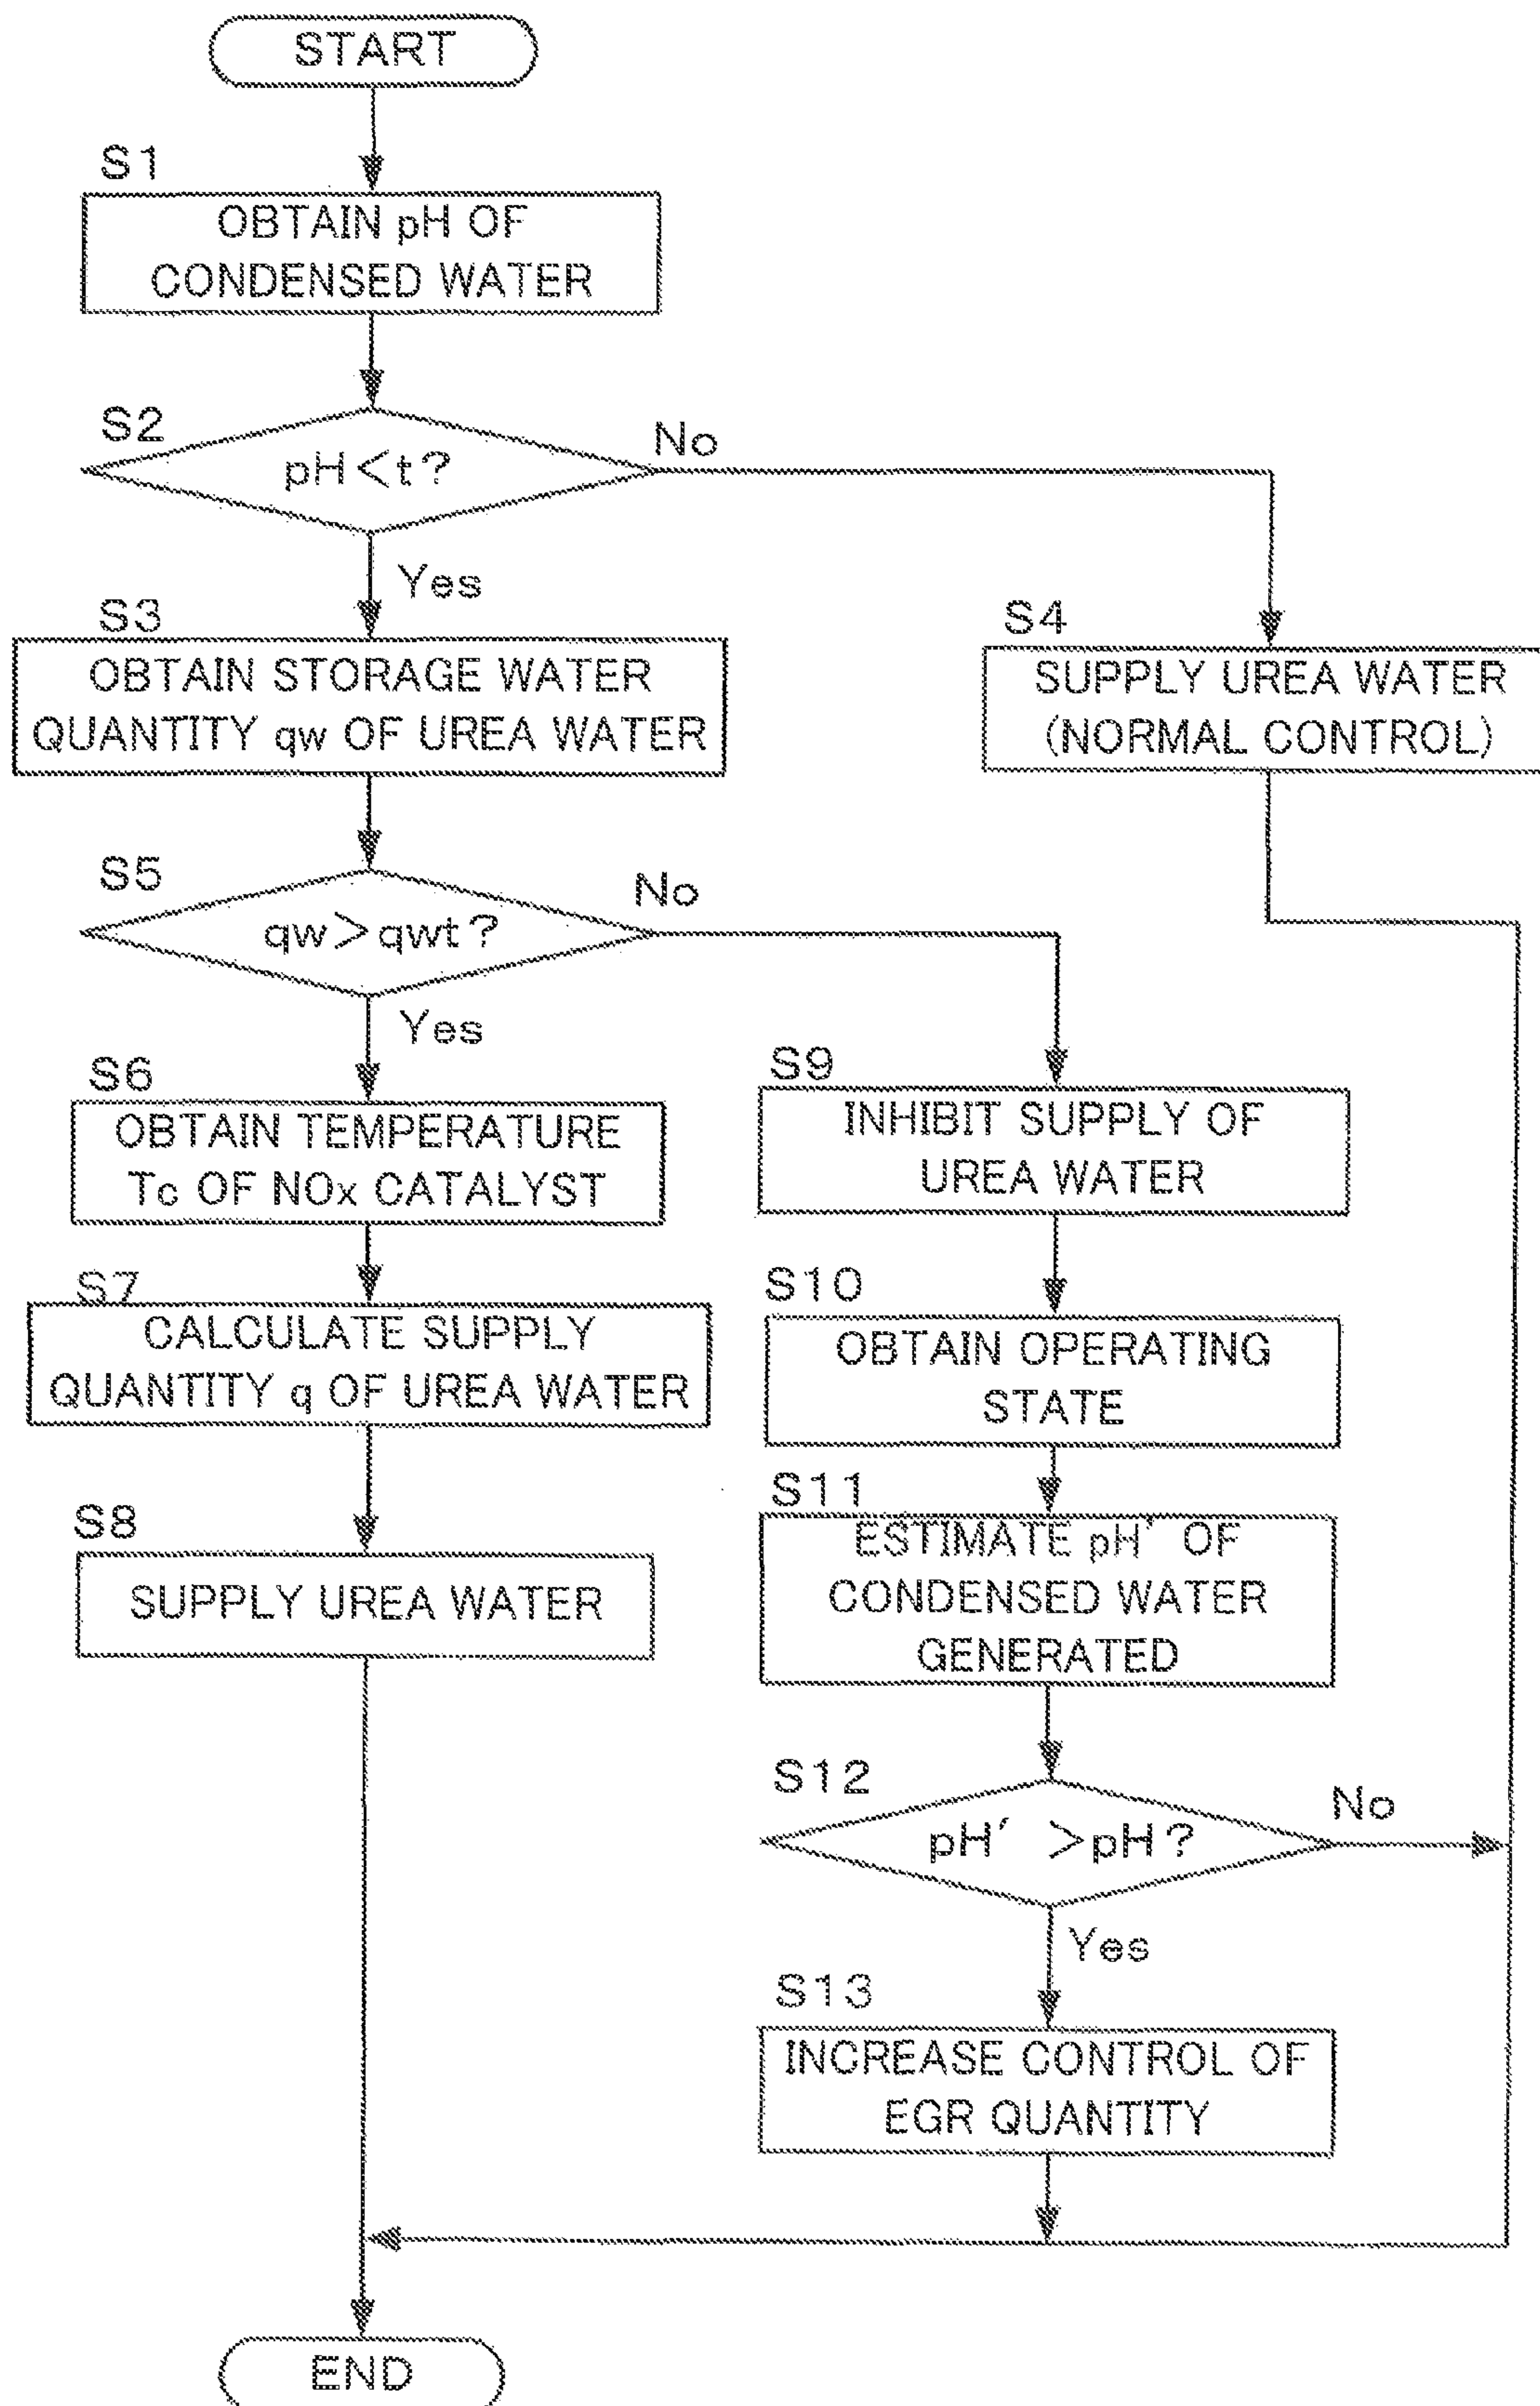 START
S1
OBTAIN pH OF
CONDENSED WATER
S2
pH<t?
No
Yes
S3
OBTAIN STORAGE WATER
QUANTITY qw OF UREA WATER
S4
SUPPLY UREA WATER
(NORMAL CONTROL)
S5
qw>qwt?
No
Yes
S6
OBTAIN TEMPERATURE
Tc OF NOx CATALYST
S7
CALCULATE SUPPLY
QUANTITY q OF UREA WATER
S8
SUPPLY UREA WATER
S9
INHIBIT SUPPLY OF
UREA WATER
S10
OBTAIN OPERATING
STATE
S11
ESTIMATE pH′ OF
CONDENSED WATER
GENERATED
S12
pH′ >pH?
No
Yes
S13
INCREASE CONTROL OF
EGR QUANTITY
END